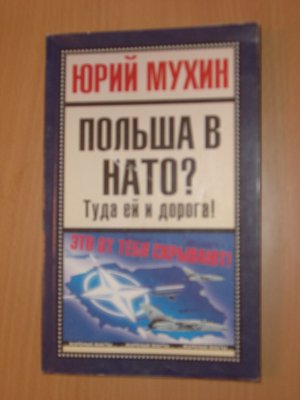 ЮРИЙ МУХИН
ПОЛЬША В
НАТО?
Туда ей и дорога!
ЭТО ОТ ТЕБЯ СКРЫВАЮТ!